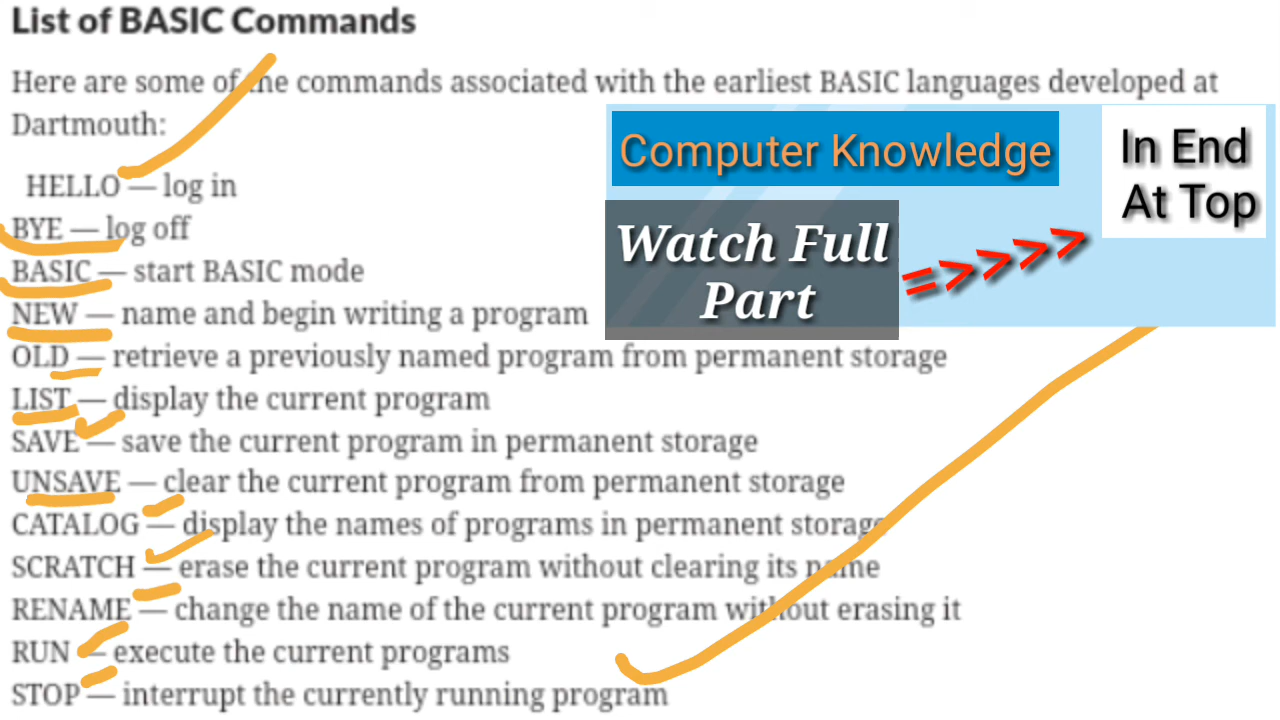 List of BASIC Commands
Here are some of the commands associated with the earliest BASIC languages developed at
Dartmouth:
HELLO — log in
BYE — log off
BASIC — start BASIC mode
NEW — name and begin writing a program
OLD — retrieve a previously named program from permanent storage
LIST — display the current program
SAVE — save the current program in permanent storage
UNSAVE — clear the current program from permanent storage
CATALOG — display the names of programs in permanent storage
SCRATCH — erase the current program without clearing its name
RENAME — change the name of the current program without erasing it
RUN — execute the current programs
STOP — interrupt the currently running program
Computer Knowledge
Watch Full
Part
=>>>>
In End
At Top